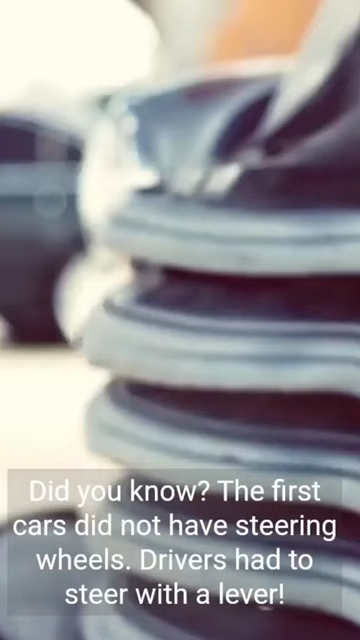 Did you know? The first
cars did not have steering
wheels. Drivers had to
steer with a lever!